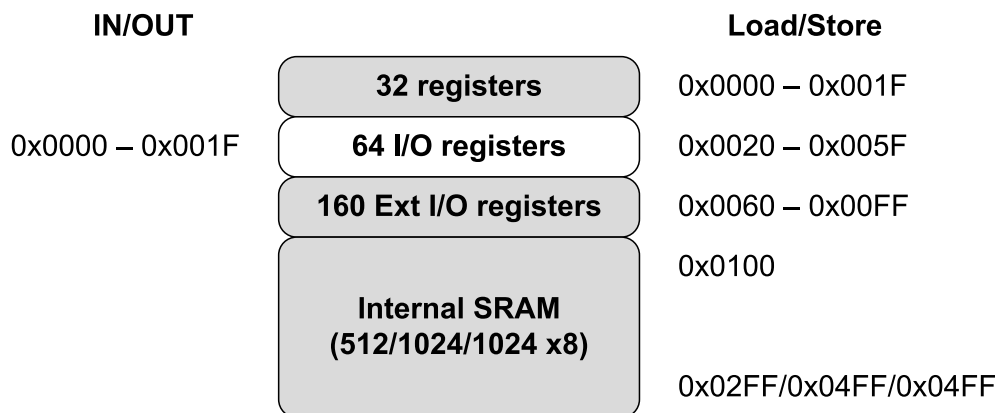 IN/OUT Load/Store
32 registers 0x0000 – 0x001F
0x0000 – 0x001F 64 I/O registers 0x0020 – 0x005F
160 Ext I/O registers 0x0060 – 0x00FF
0x0100
Internal SRAM
(512/1024/1024 x8)
0x02FF/0x04FF/0x04FF